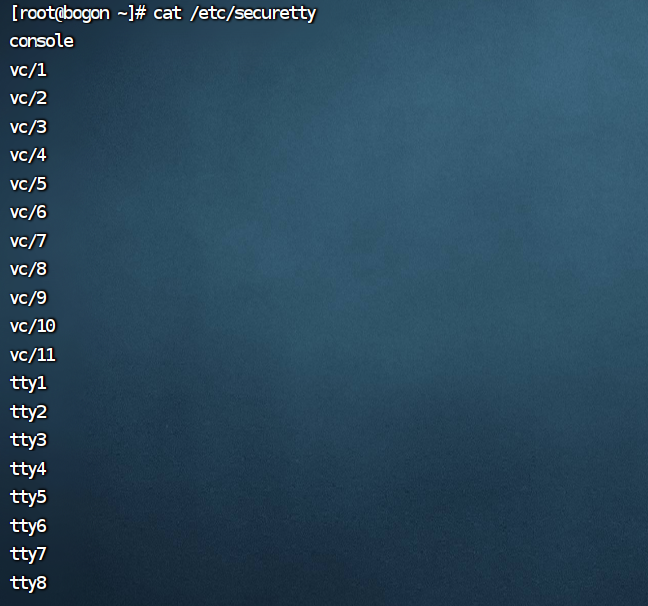 [root@bogon ~]# cat /etc/securetty
console
vc/1
vc/2
vc/3
vc/4
vc/5
vc/6
vc/7
vc/8
vc/9
vc/10
vc/11
tty1
tty2
tty3
tty4
tty5
tty6
tty7
tty8